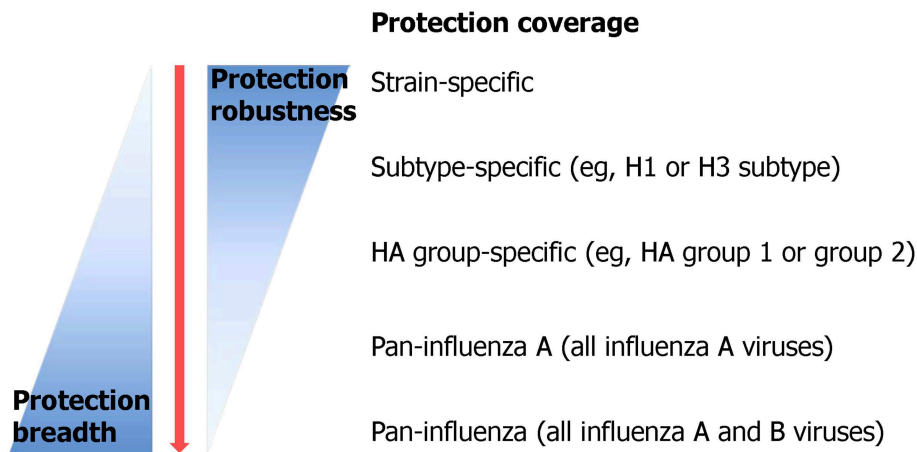 Protection coverage
Protection
robustness
Strain-specific
Subtype-specific (eg, H1 or H3 subtype)
HA group-specific (eg, HA group 1 or group 2)
Pan-influenza A (all influenza A viruses)
Protection
breadth
Pan-influenza (all influenza A and B viruses)